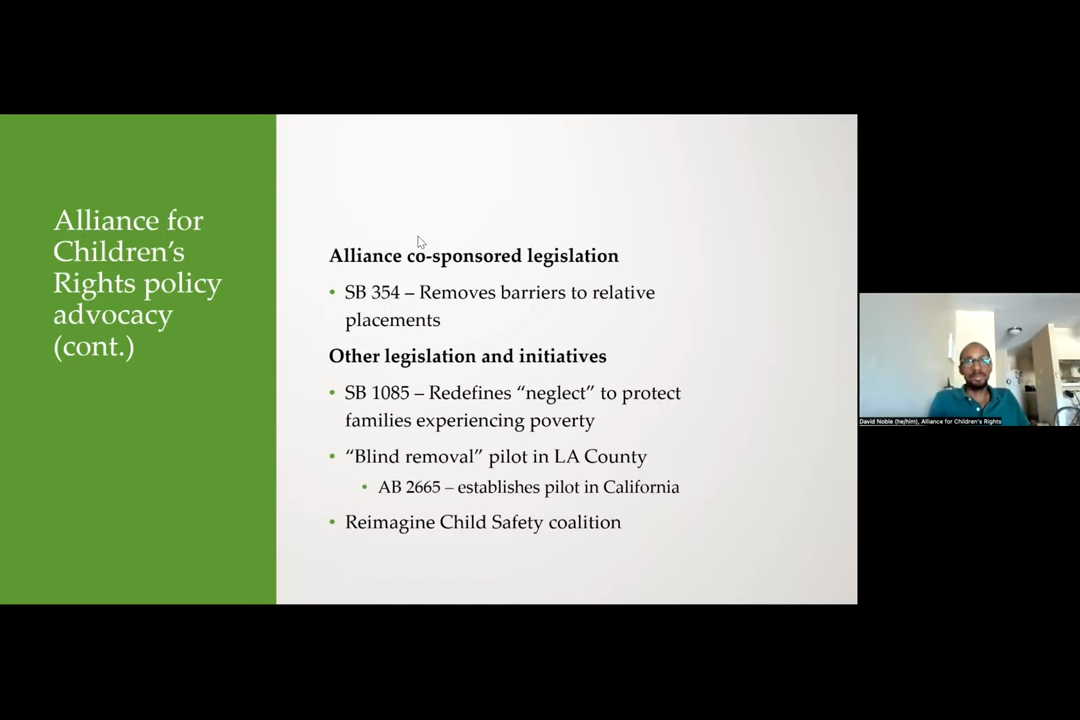 Alliance for
Children’s
Rights policy
advocacy
(cont.)
Alliance co-sponsored legislation
• SB 354 – Removes barriers to relative
placements
Other legislation and initiatives
• SB 1085 – Redefines “neglect” to protect
families experiencing poverty
• “Blind removal” pilot in LA County
• AB 2665 – establishes pilot in California
• Reimagine Child Safety coalition
David Noble (he/him), Alliance for Children's Rights